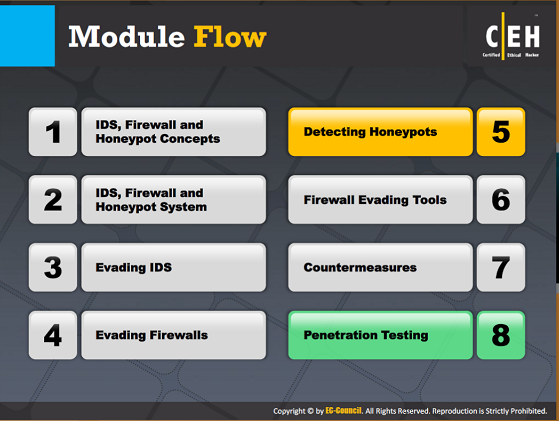 Module Flow
CEH
Certified Ethical Hacker
1
IDS, Firewall and
Honeypot Concepts
2
IDS, Firewall and
Honeypot System
3
Evading IDS
4
Evading Firewalls
Detecting Honeypots
5
Firewall Evading Tools
6
Countermeasures
7
Penetration Testing
8
Copyright © by EC-Council. All Rights Reserved. Reproduction is Strictly Prohibited.